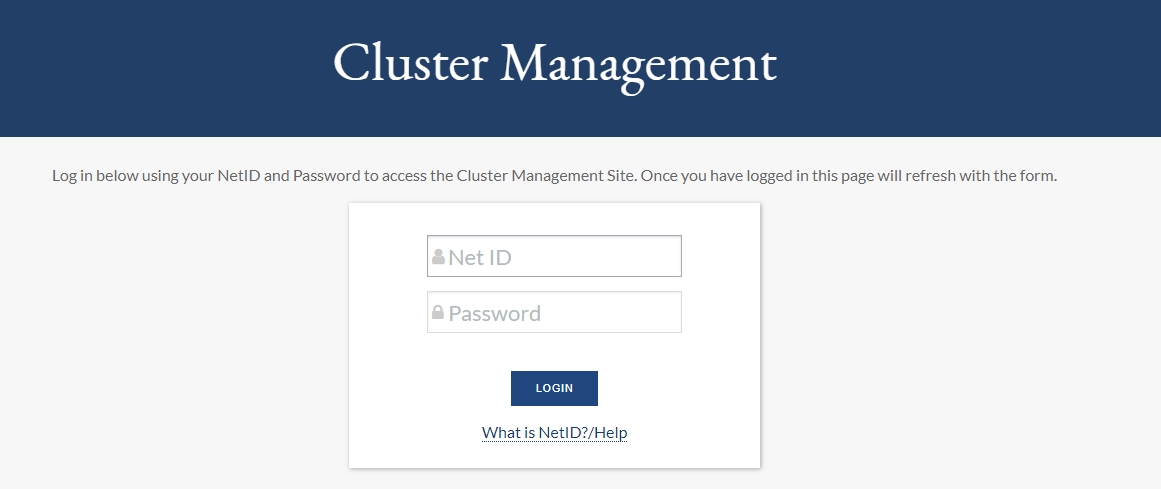 Cluster Management
Log in below using your NetID and Password to access the Cluster Management Site. Once you have logged in this page will refresh with the form.
Net ID
Password
LOGIN
What is NetID?/Help